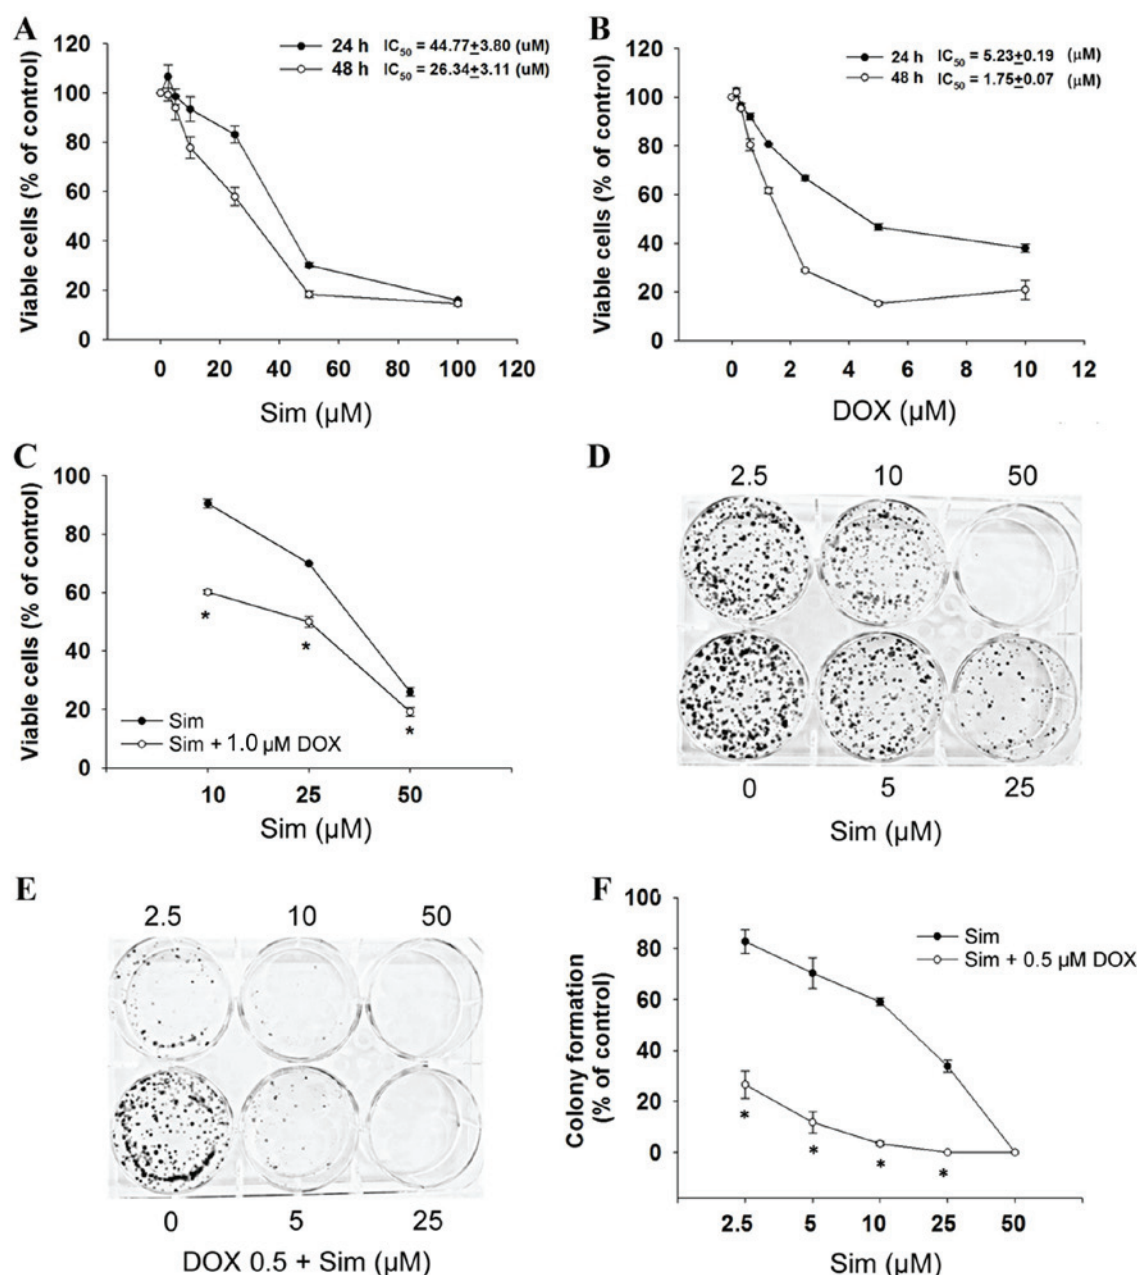 A
120
100
80
60
40
20
0
Viable cells (% of control)
24 h IC50 = 44.77±3.80 (uM)
48 h IC50 = 26.34±3.11 (uM)
0 20 40 60 80 100 120
Sim (µM)
B
120
100
80
60
40
20
0
Viable cells (% of control)
24 h IC50 = 5.23±0.19 (µM)
48 h IC50 = 1.75±0.07 (µM)
0 2 4 6 8 10 12
DOX (µM)
C
100
80
60
40
20
0
Viable cells (% of control)
*
*
*
Sim
Sim + 1.0 µM DOX
10 25 50
Sim (µM)
D
2.5 10 50
0 5 25
Sim (µM)
E
2.5 10 50
0 5 25
DOX 0.5 + Sim (µM)
F
100
80
60
40
20
0
Colony formation
(% of control)
Sim
Sim + 0.5 µM DOX
*
*
*
*
2.5 5 10 25 50
Sim (µM)